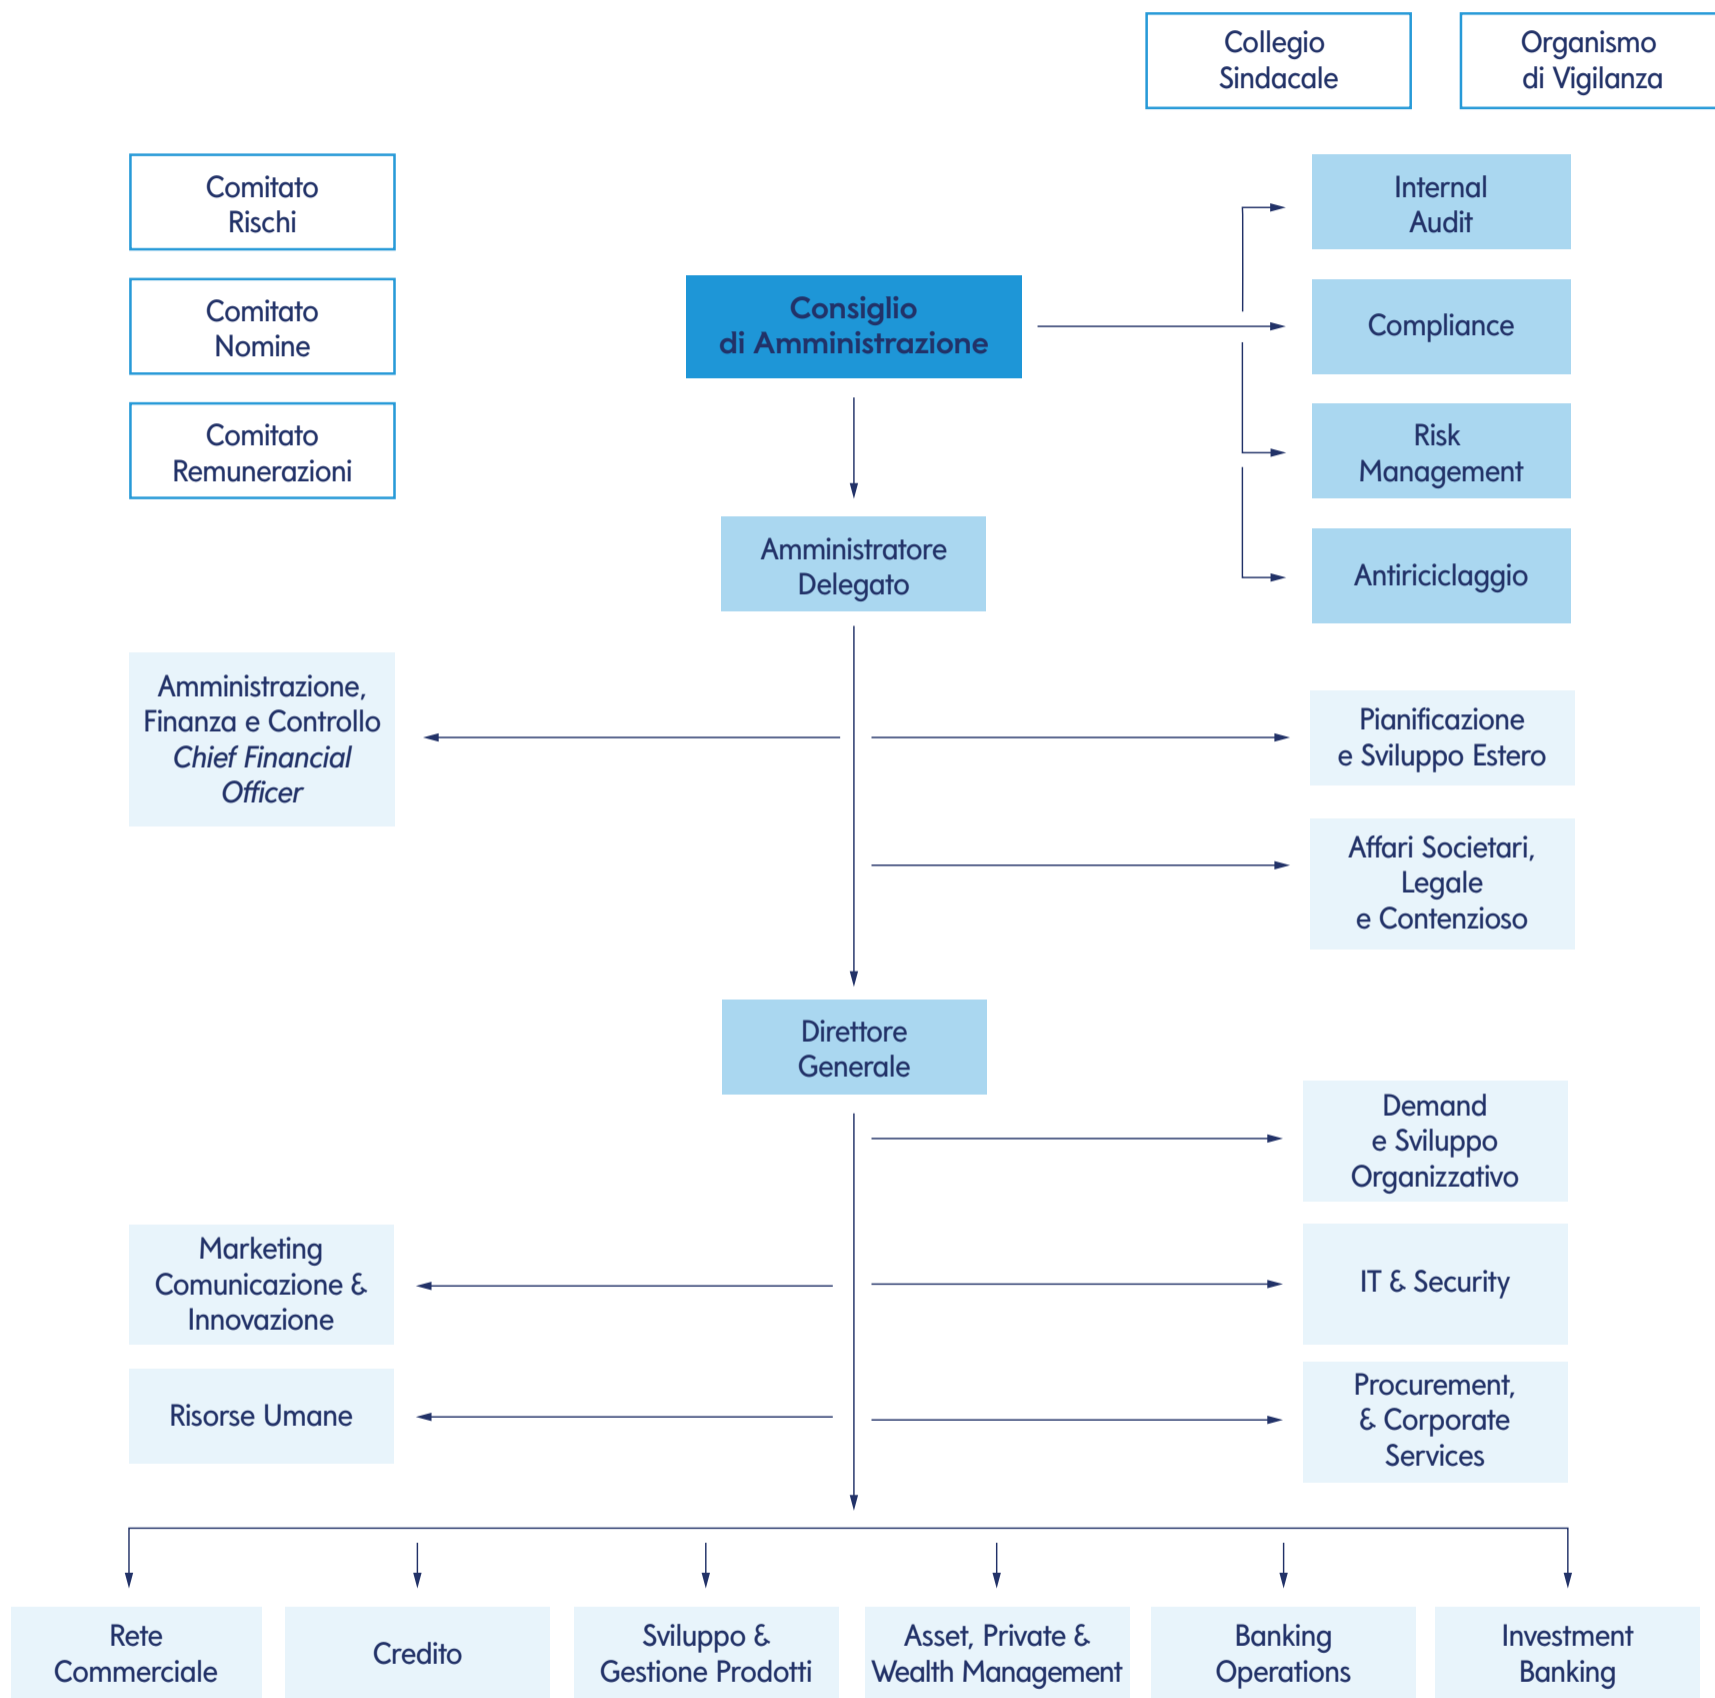 Collegio
Sindacale
Organismo
di Vigilanza
Comitato
Rischi
Internal
Audit
Comitato
Nomine
Consiglio
di Amministrazione
Compliance
Comitato
Remunerazioni
Risk
Management
Amministratore
Delegato
Antiriciclaggio
Amministrazione,
Finanza e Controllo
Chief Financial
Officer
Pianificazione
e Sviluppo Estero
Affari Societari,
Legale
e Contenzioso
Direttore
Generale
Demand
e Sviluppo
Organizzativo
Marketing
Comunicazione &
Innovazione
IT & Security
Risorse Umane
Procurement,
& Corporate
Services
Rete
Commerciale
Credito
Sviluppo &
Gestione Prodotti
Asset, Private &
Wealth Management
Banking
Operations
Investment
Banking